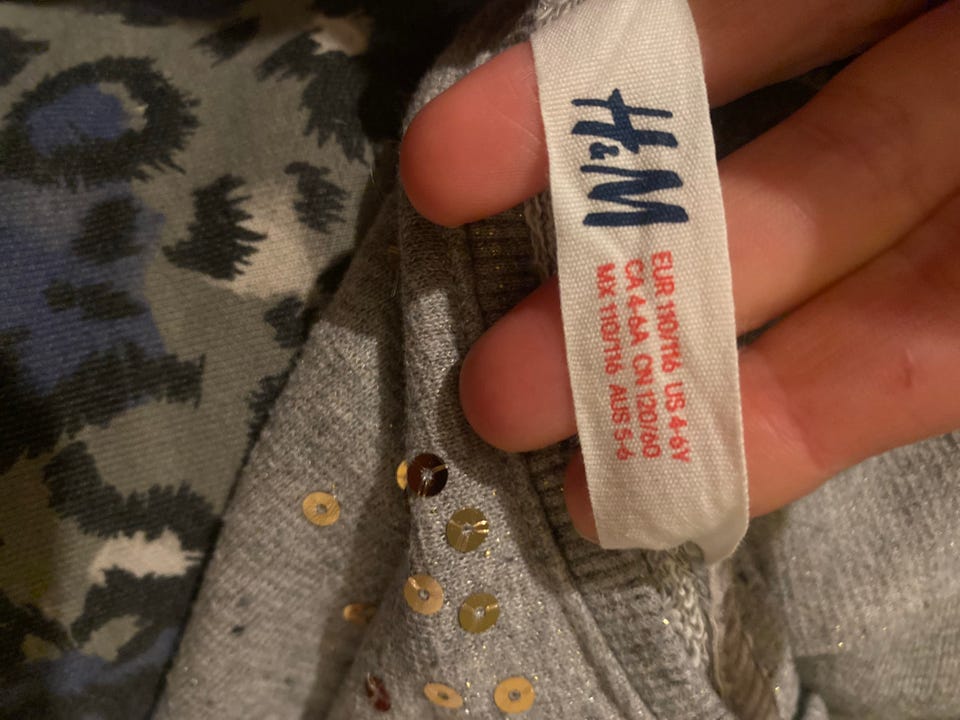 H&M
EUR 110/116 US 4-6Y
CA 4-6A CN 120/60
MX 110/116 AUS 5-6